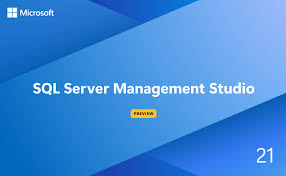 Microsoft
SQL Server Management Studio
PREVIEW
21